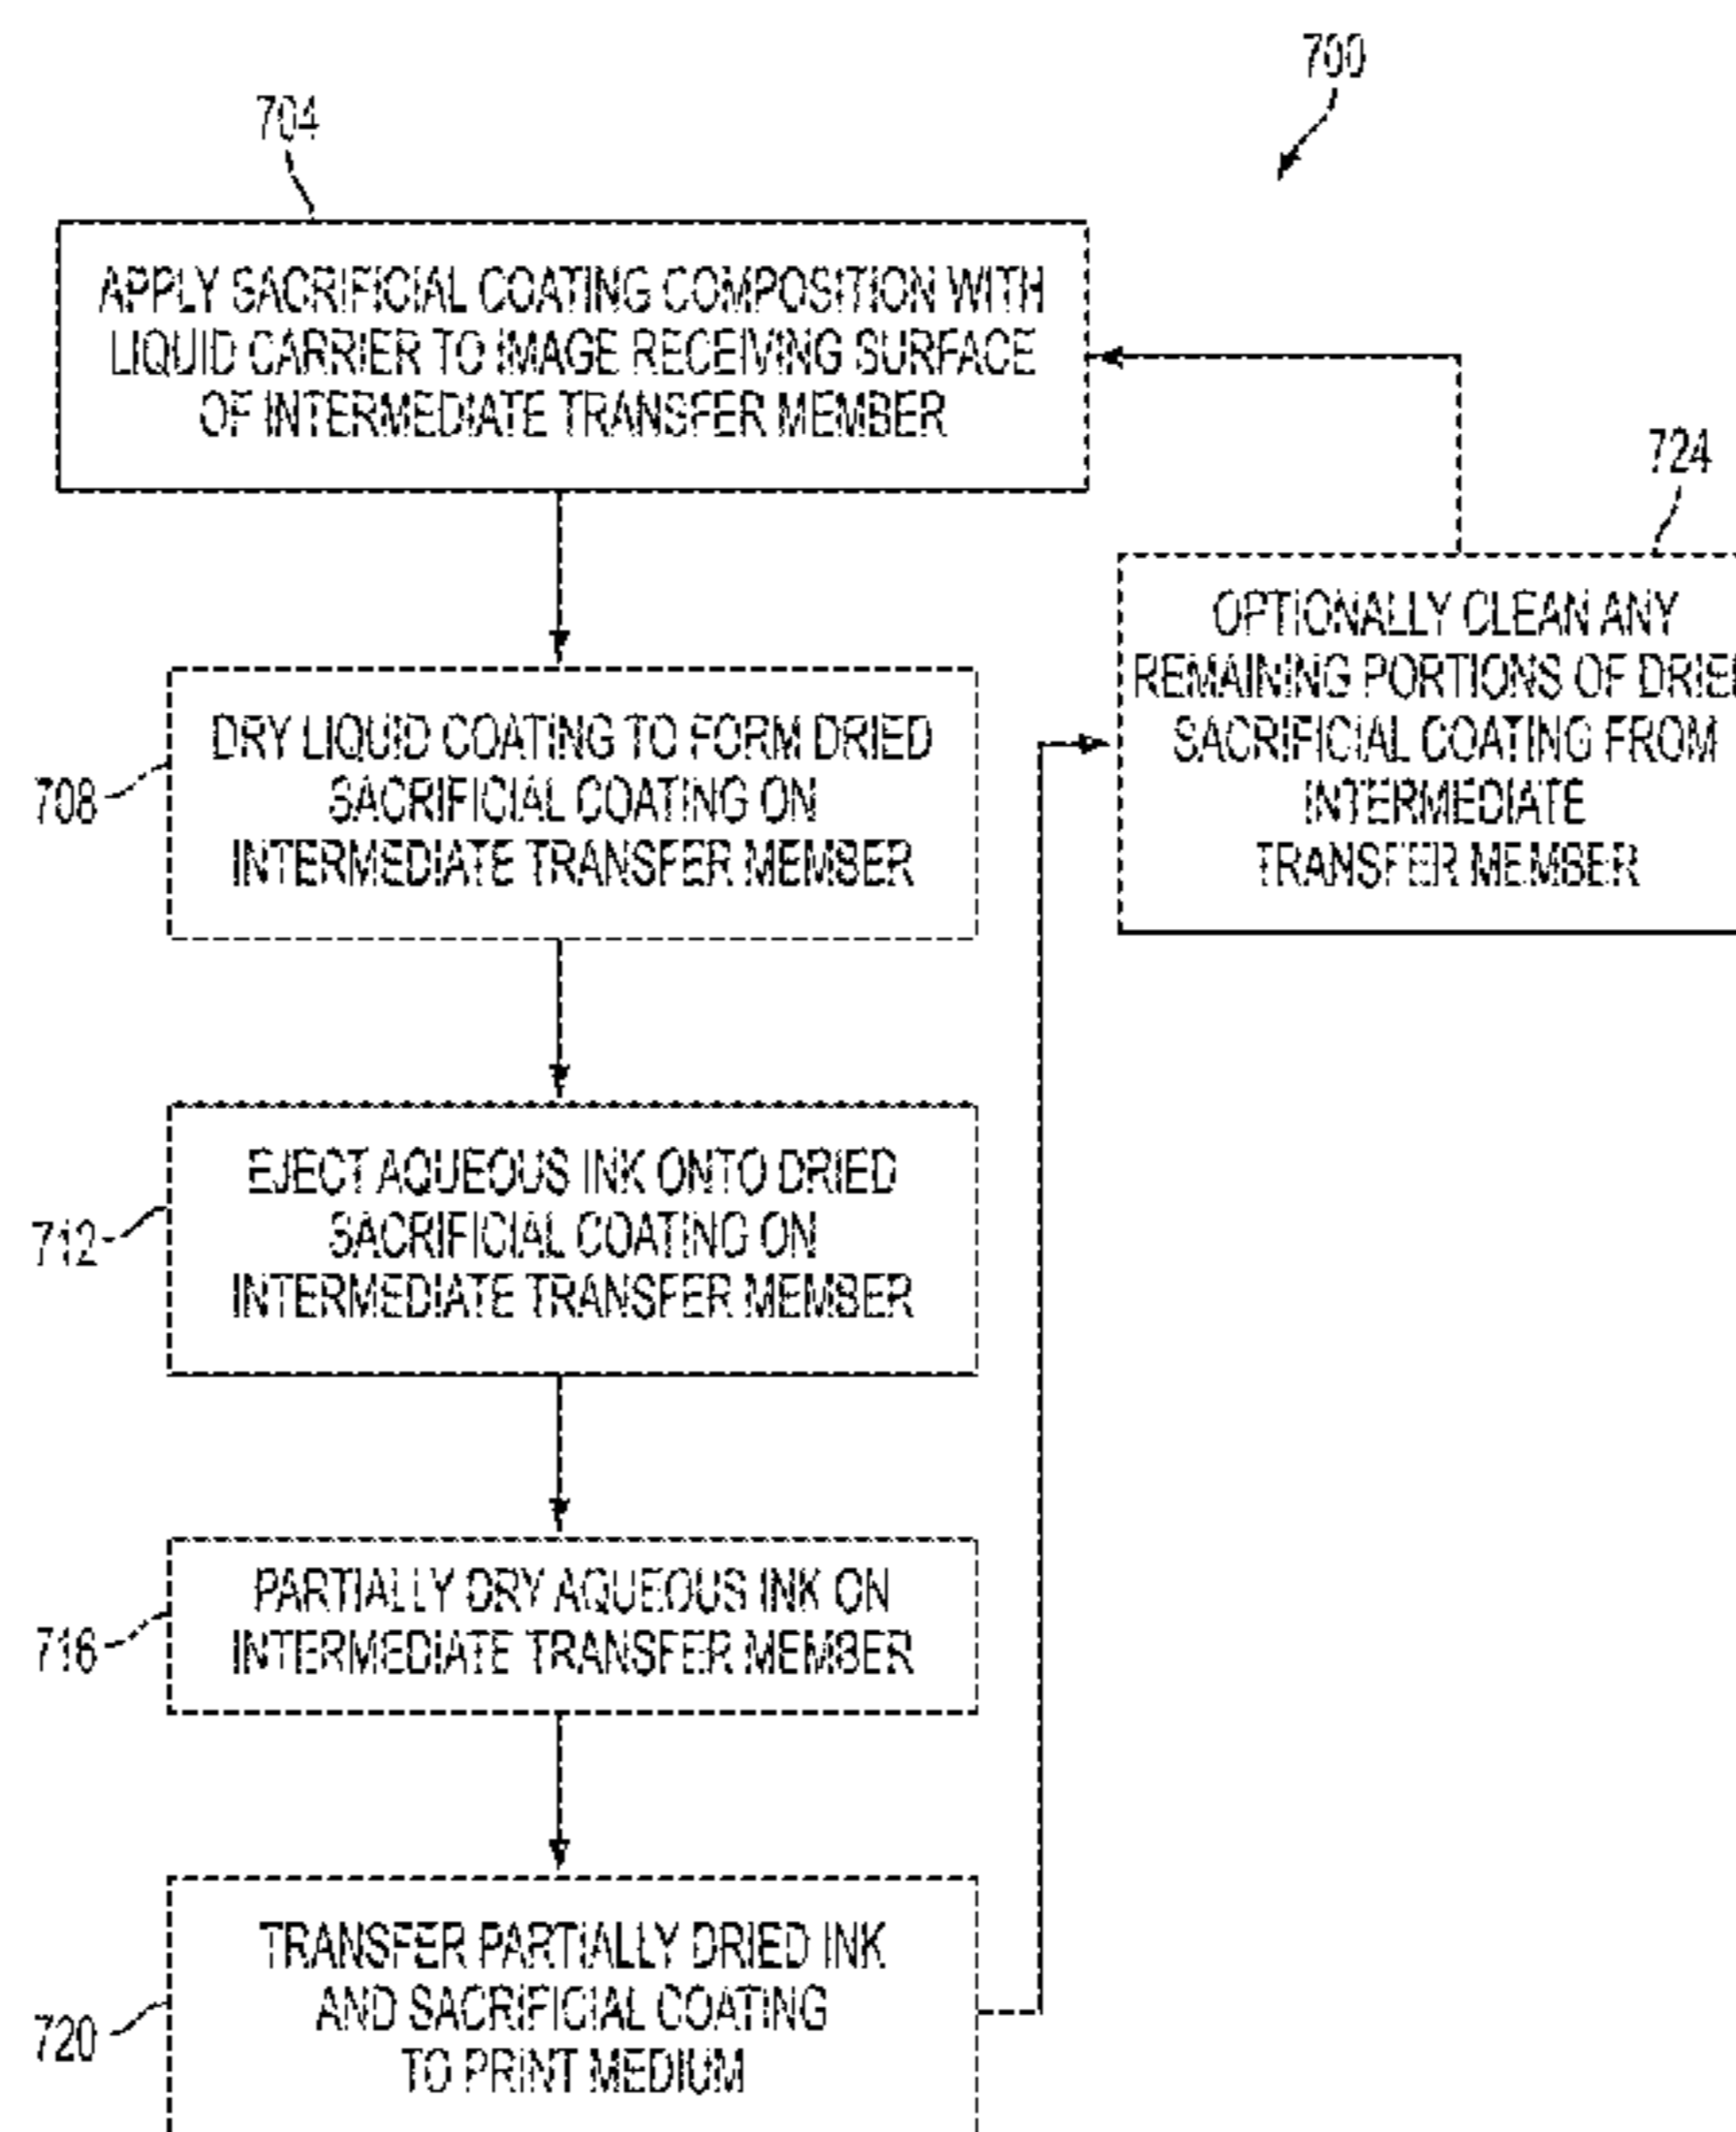 700
704
APPLY SACRIFICIAL COATING COMPOSITION WITH
LIQUID CARRIER TO IMAGE RECEIVING SURFACE
OF INTERMEDIATE TRANSFER MEMBER
708
DRY LIQUID COATING TO FORM DRIED
SACRIFICIAL COATING ON
INTERMEDIATE TRANSFER MEMBER
712
EJECT AQUEOUS INK ONTO DRIED
SACRIFICIAL COATING ON
INTERMEDIATE TRANSFER MEMBER
716
PARTIALLY DRY AQUEOUS INK ON
INTERMEDIATE TRANSFER MEMBER
720
TRANSFER PARTIALLY DRIED INK
AND SACRIFICIAL COATING
TO PRINT MEDIUM
724
OPTIONALLY CLEAN ANY
REMAINING PORTIONS OF
SACRIFICIAL COATING FROM
INTERMEDIATE
TRANSFER MEMBER